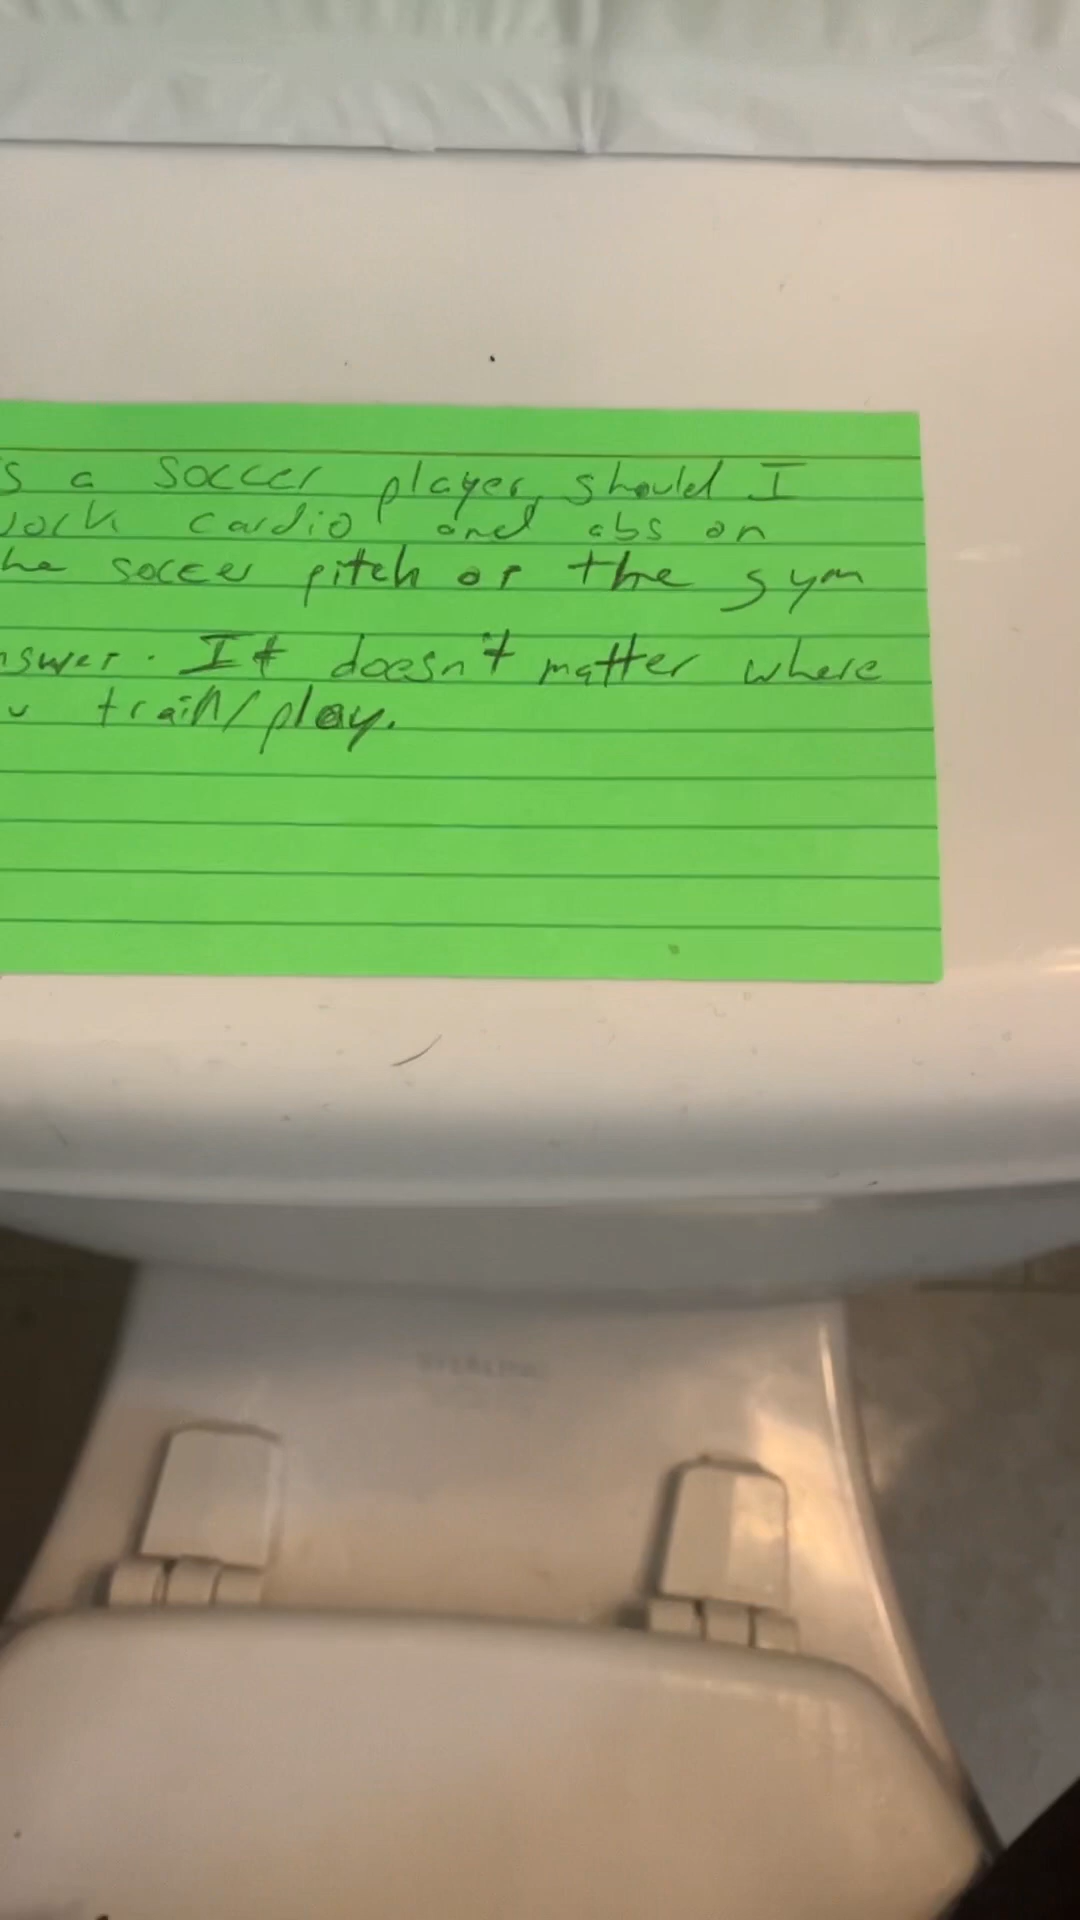 s a soccer player, should I
work cardio and abs on
he soccer pitch or the gym
nswer. It doesn't matter where
u train/play.